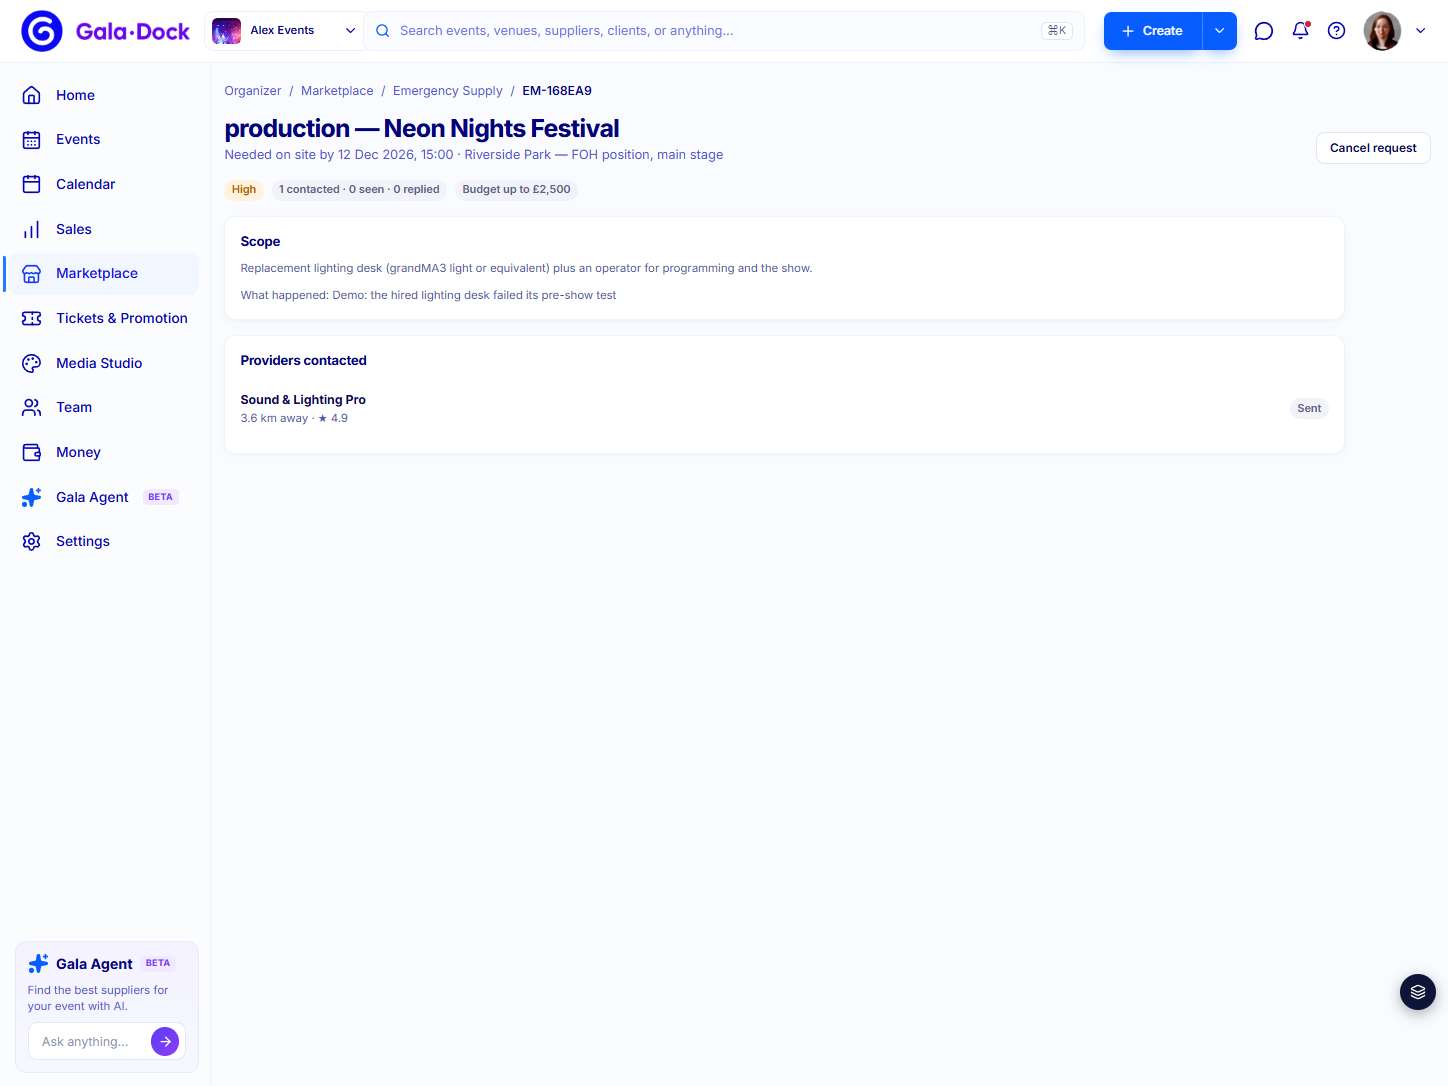 Gala·Dock
Alex Events
Search events, venues, suppliers, clients, or anything...
⌘K
+ Create
Home
Events
Calendar
Sales
Marketplace
Tickets & Promotion
Media Studio
Team
Money
Gala Agent BETA
Settings
Organizer / Marketplace / Emergency Supply / EM-168EA9
production — Neon Nights Festival
Needed on site by 12 Dec 2026, 15:00 · Riverside Park — FOH position, main stage
Cancel request
High
1 contacted · 0 seen · 0 replied
Budget up to £2,500
Scope
Replacement lighting desk (grandMA3 light or equivalent) plus an operator for programming and the show.
What happened: Demo: the hired lighting desk failed its pre-show test
Providers contacted
Sound & Lighting Pro
3.6 km away · ★ 4.9
Sent
Gala Agent BETA
Find the best suppliers for
your event with AI.
Ask anything...